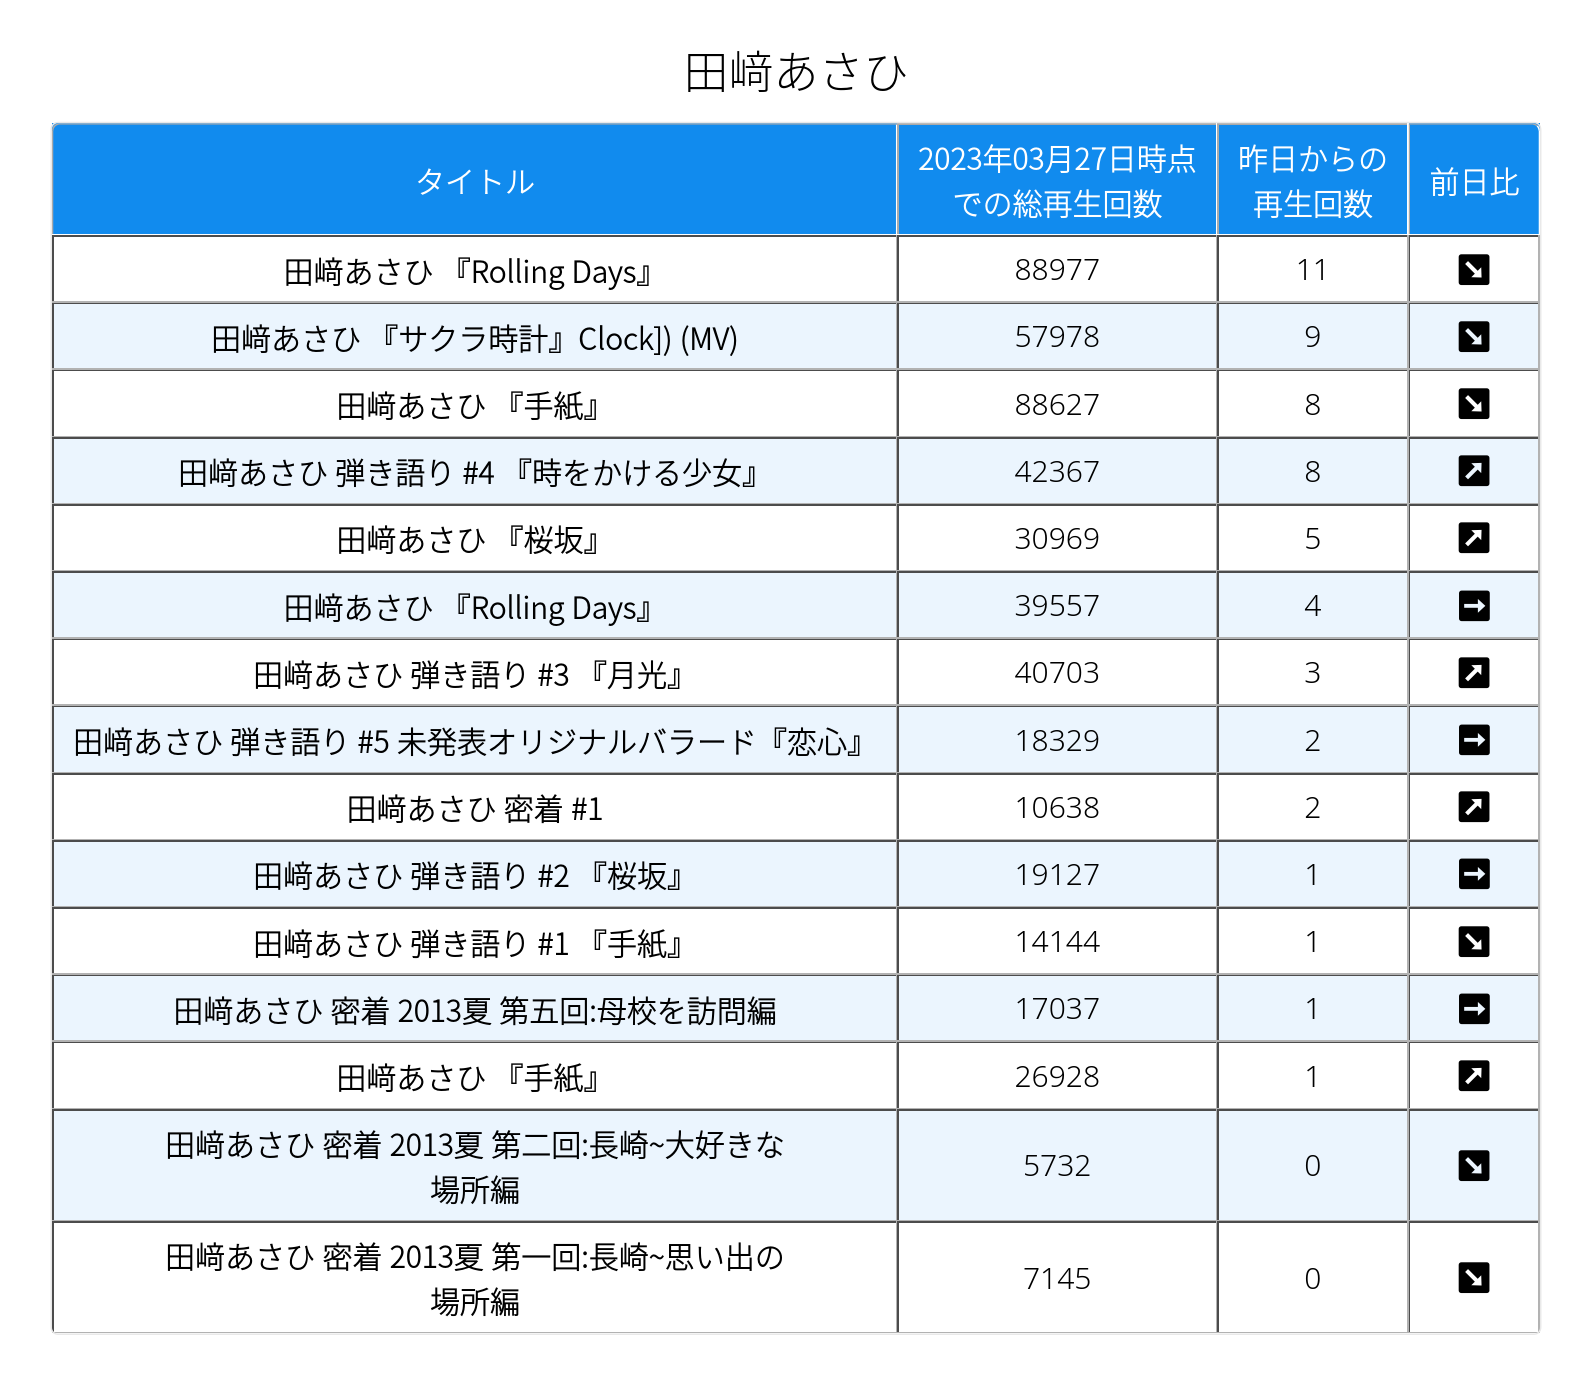 田﨑あさひ
タイトル
2023年03月27日時点
での総再生回数
昨日からの
再生回数
前日比
田﨑あさひ 『Rolling Days』 88977 11 ↘
田﨑あさひ 『サクラ時計』Clock]) (MV) 57978 9 ↘
田﨑あさひ 『手紙』 88627 8 ↘
田﨑あさひ 弾き語り #4 『時をかける少女』 42367 8 ↗
田﨑あさひ 『桜坂』 30969 5 ↗
田﨑あさひ 『Rolling Days』 39557 4 →
田﨑あさひ 弾き語り #3 『月光』 40703 3 ↗
田﨑あさひ 弾き語り #5 未発表オリジナルバラード『恋心』 18329 2 →
田﨑あさひ 密着 #1 10638 2 ↗
田﨑あさひ 弾き語り #2 『桜坂』 19127 1 →
田﨑あさひ 弾き語り #1 『手紙』 14144 1 ↘
田﨑あさひ 密着 2013夏 第五回:母校を訪問編 17037 1 →
田﨑あさひ 『手紙』 26928 1 ↗
田﨑あさひ 密着 2013夏 第二回:長崎~大好きな
場所編 5732 0 ↘
田﨑あさひ 密着 2013夏 第一回:長崎~思い出の
場所編 7145 0 ↘